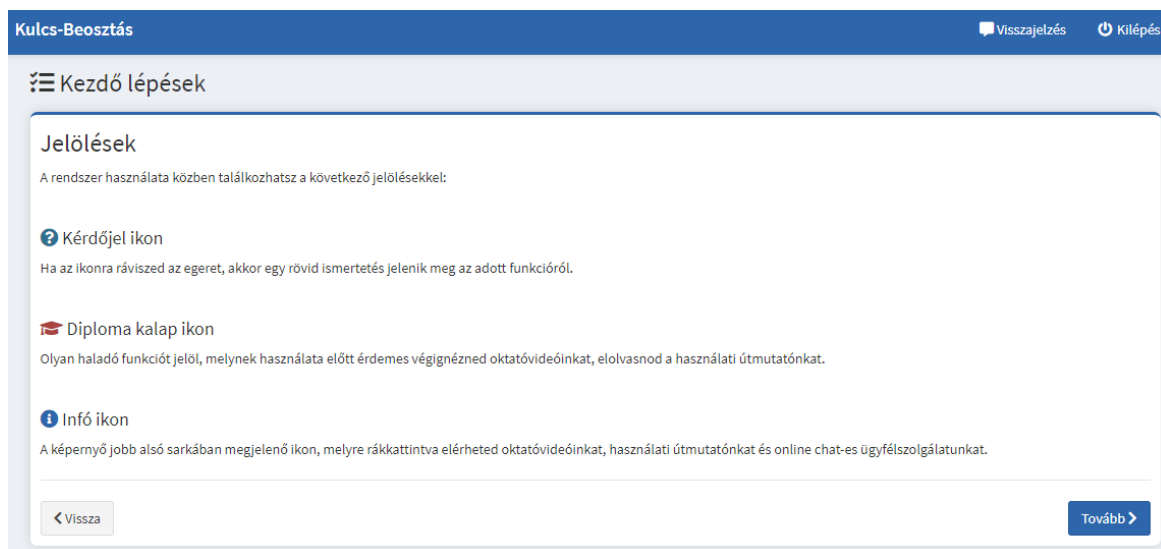 Kulcs-Beosztás
Visszajelzés
Kilépés
Kezdő lépések
Jelölések
A rendszer használata közben találkozhatsz a következő jelölésekkel:
Kérdőjel ikon
Ha az ikonra ráviszed az egeret, akkor egy rövid ismertetés jelenik meg az adott funkcióról.
Diploma kalap ikon
Olyan haladó funkciót jelöl, melynek használata előtt érdemes végignézned oktatóvideóinkat, elolvasnod a használati útmutatónkat.
Infó ikon
A képernyő jobb alsó sarkában megjelenő ikon, melyre rákkattintva elérheted oktatóvideóinkat, használati útmutatónkat és online chat-es ügyfélszolgálatunkat.
Vissza
Tovább